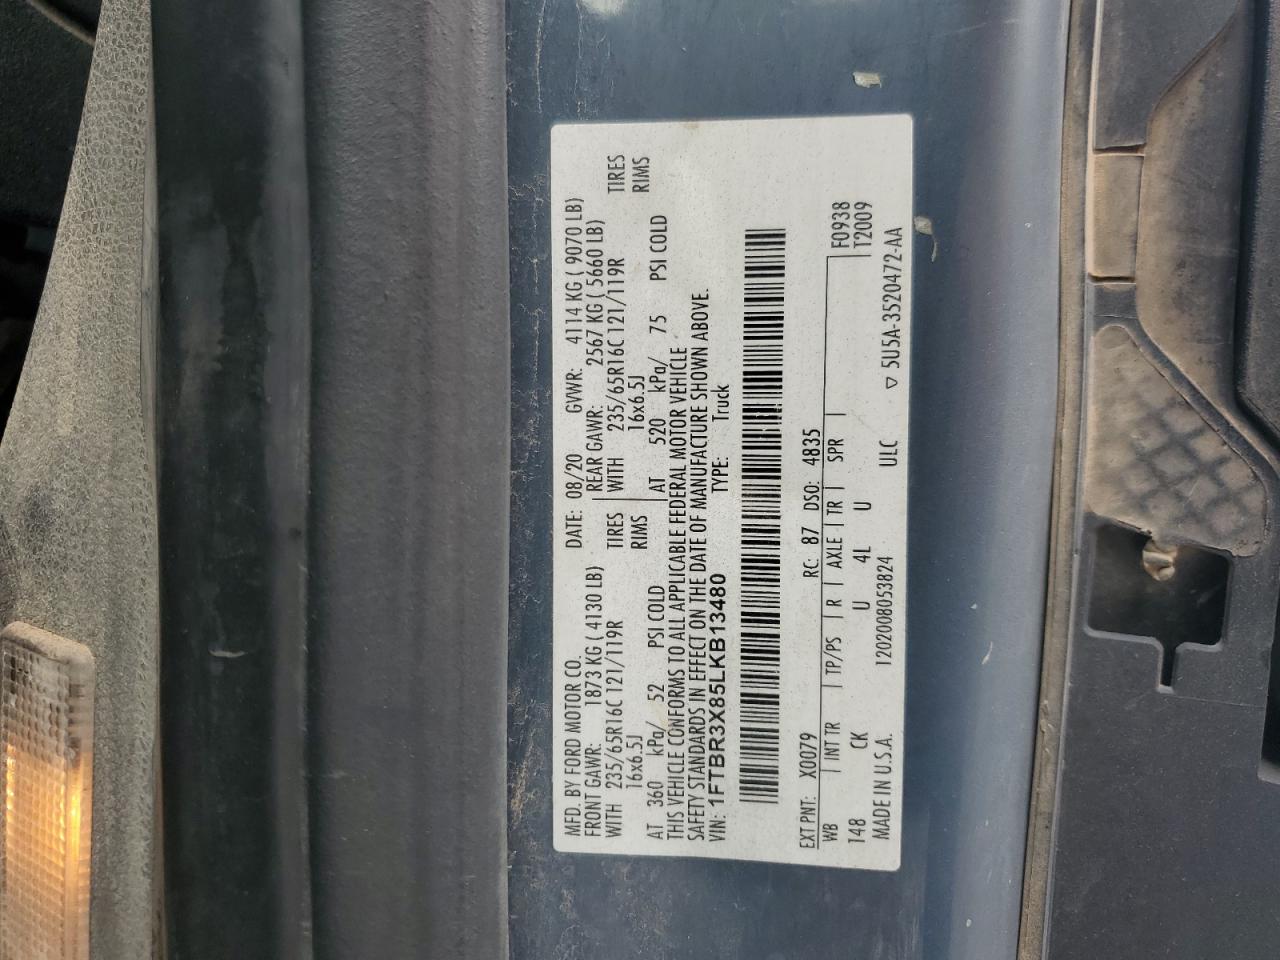 MFD. BY FORD MOTOR CO. DATE: 08/20 GVWR: 4114 KG ( 9070 LB)
FRONT GAWR: 1873 KG ( 4130 LB) REAR GAWR: 2567 KG ( 5660 LB)
WITH 235/65R16C 121/119R TIRES WITH 235/65R16C 121/119R TIRES
16x6.5J RIMS 16x6.5J RIMS
AT 360 kPa/ 52 PSI COLD AT 520 kPa/ 75 PSI COLD
THIS VEHICLE CONFORMS TO ALL APPLICABLE FEDERAL MOTOR VEHICLE
SAFETY STANDARDS IN EFFECT ON THE DATE OF MANUFACTURE SHOWN ABOVE.
VIN: 1FTBR3X85LKB13480 TYPE: Truck
EXT PNT: X0079 RC: 87 DSO: 4835
WB INT TR TP/PS R AXLE TR SPR F0938
148 CK U 4L U T2009
MADE IN U.S.A. 1202008053824 ULC ▽ 5U5A-3520472-AA